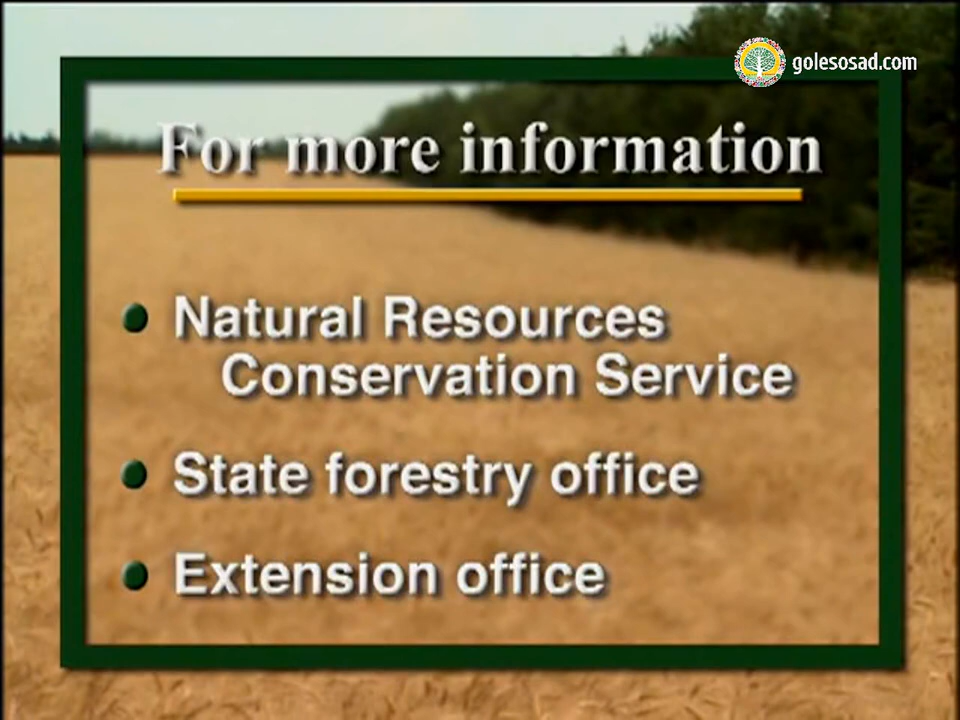 golesosad.com
For more information
Natural Resources
Conservation Service
State forestry office
Extension office